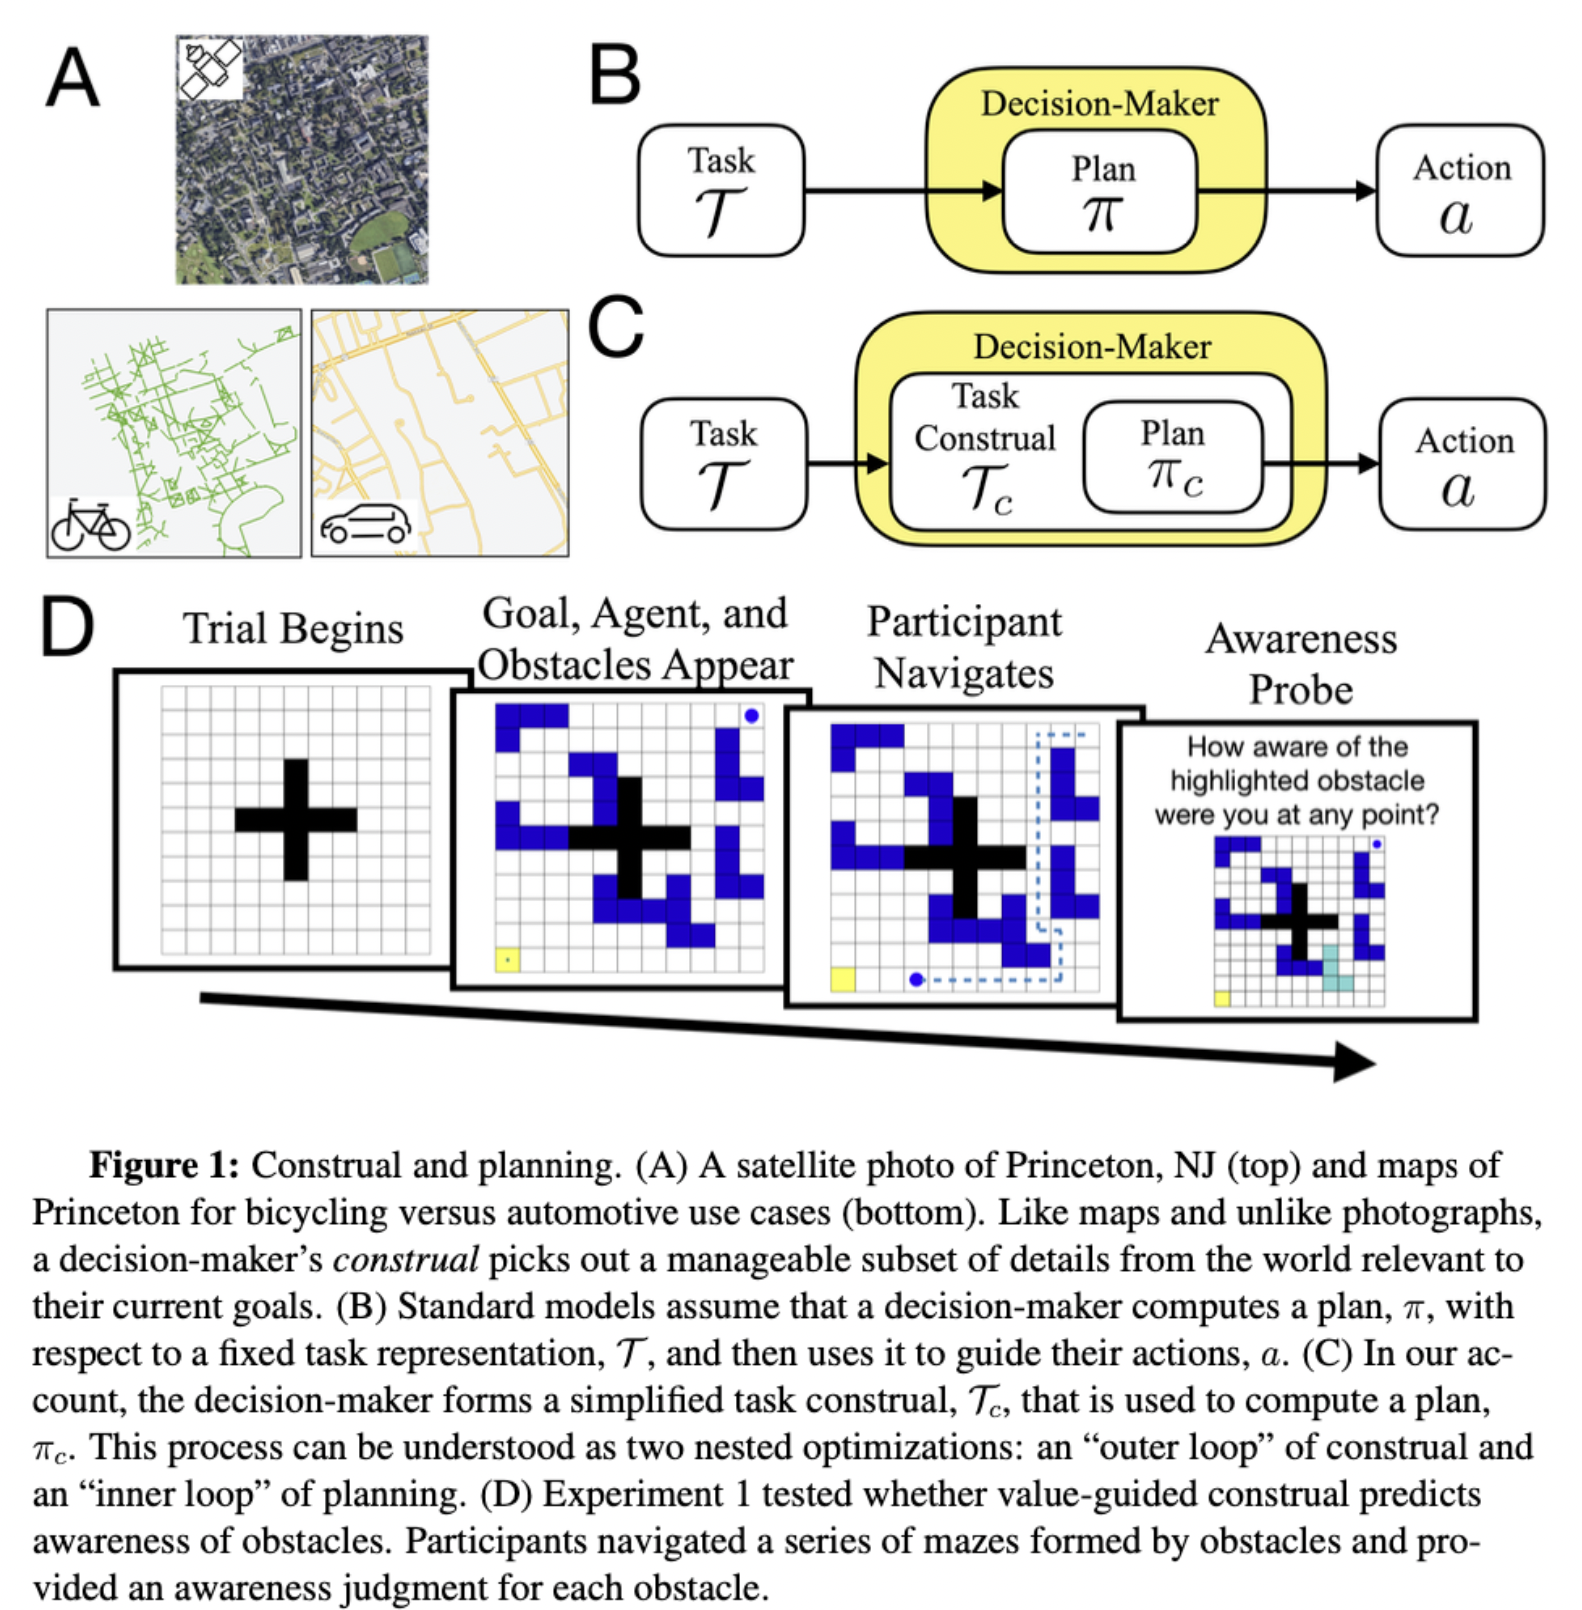 A
B
Decision-Maker
Task
𝒯
Plan
π
Action
a
C
Decision-Maker
Task
𝒯
Task
Construal
𝒯c
Plan
πc
Action
a
D
Trial Begins
Goal, Agent, and
Obstacles Appear
Participant
Navigates
Awareness
Probe
How aware of the
highlighted obstacle
were you at any point?
Figure 1: Construal and planning. (A) A satellite photo of Princeton, NJ (top) and maps of
Princeton for bicycling versus automotive use cases (bottom). Like maps and unlike photographs,
a decision-maker’s construal picks out a manageable subset of details from the world relevant to
their current goals. (B) Standard models assume that a decision-maker computes a plan, π, with
respect to a fixed task representation, 𝒯, and then uses it to guide their actions, a. (C) In our ac-
count, the decision-maker forms a simplified task construal, 𝒯c, that is used to compute a plan,
πc. This process can be understood as two nested optimizations: an “outer loop” of construal and
an “inner loop” of planning. (D) Experiment 1 tested whether value-guided construal predicts
awareness of obstacles. Participants navigated a series of mazes formed by obstacles and pro-
vided an awareness judgment for each obstacle.